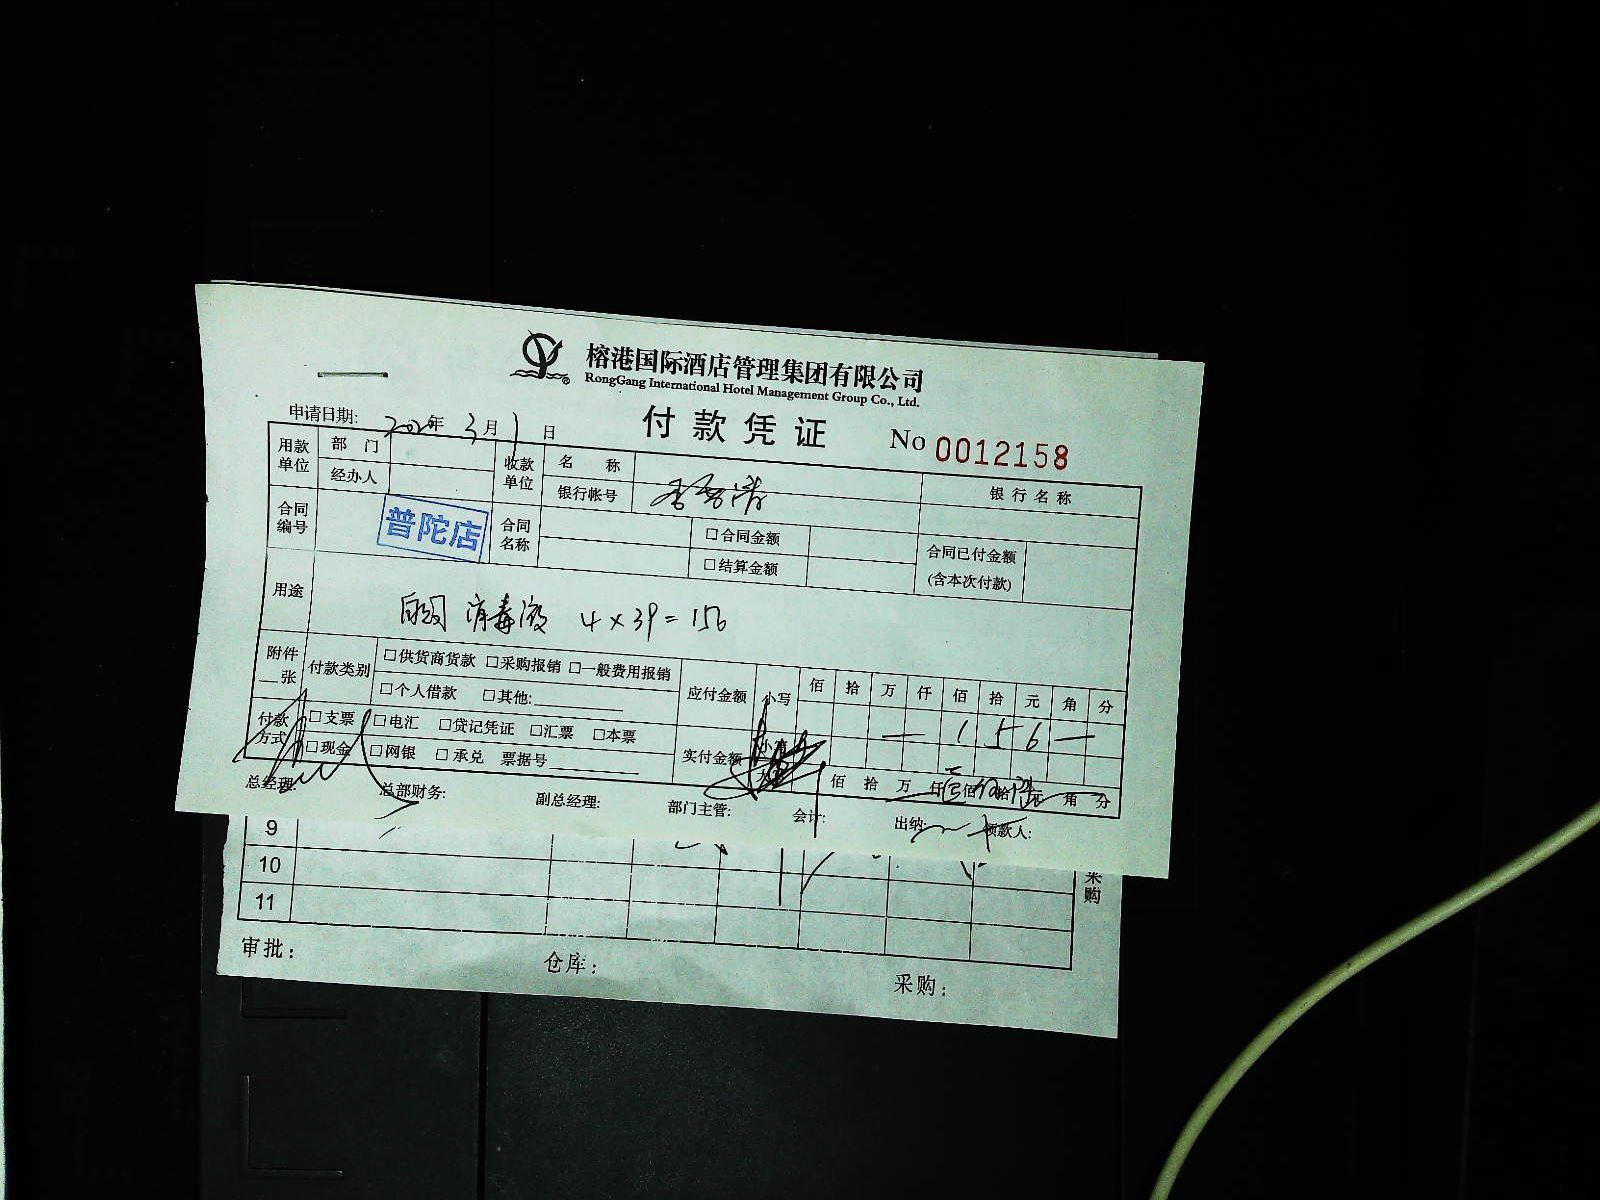 榕港国际酒店管理集团有限公司
RongGang International Hotel Management Group Co., Ltd.
付款凭证
No 0012158
申请日期: 202 年 3 月 1 日
用款单位 部门 收款单位 名称 银行名称
经办人 银行帐号
合同编号 普陀店 合同名称 □合同金额 合同已付金额
□结算金额 (含本次付款)
用途 消毒液 4×39=156
附件 张 付款类别 □供货商货款 □采购报销 □一般费用报销 应付金额 小写 佰 拾 万 仟 佰 拾 元 角 分
□个人借款 □其他: — 1 5 6 —
付款方式 □支票 □电汇 □贷记凭证 □汇票 □本票 实付金额 小写
□现金 □网银 □承兑 票据号 大写 佰 拾 万 仟 壹 佰 伍 拾 陆 元 角 分
总经理: 总部财务: 副总经理: 部门主管: 会计: 出纳: 领款人:
9
10
11
采购
审批: 仓库: 采购: